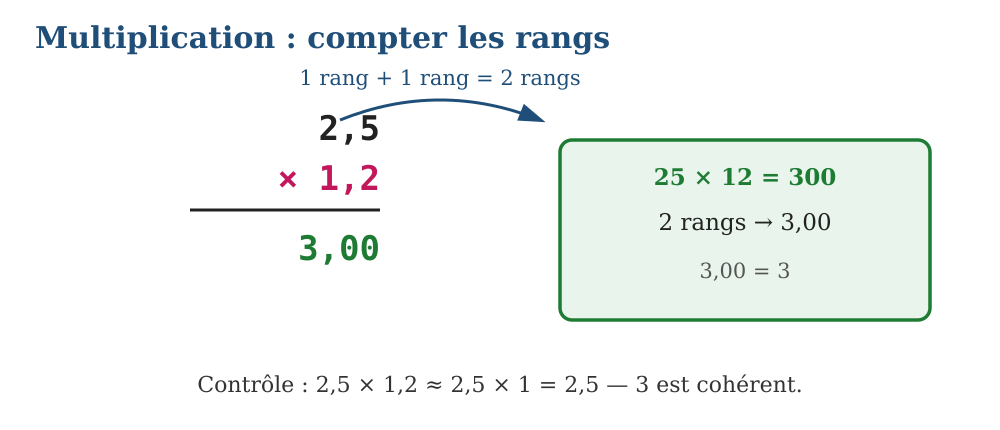 Multiplication : compter les rangs
1 rang + 1 rang = 2 rangs
2,5
× 1,2
3,00
25 × 12 = 300
2 rangs → 3,00
3,00 = 3
Contrôle : 2,5 × 1,2 ≈ 2,5 × 1 = 2,5 — 3 est cohérent.